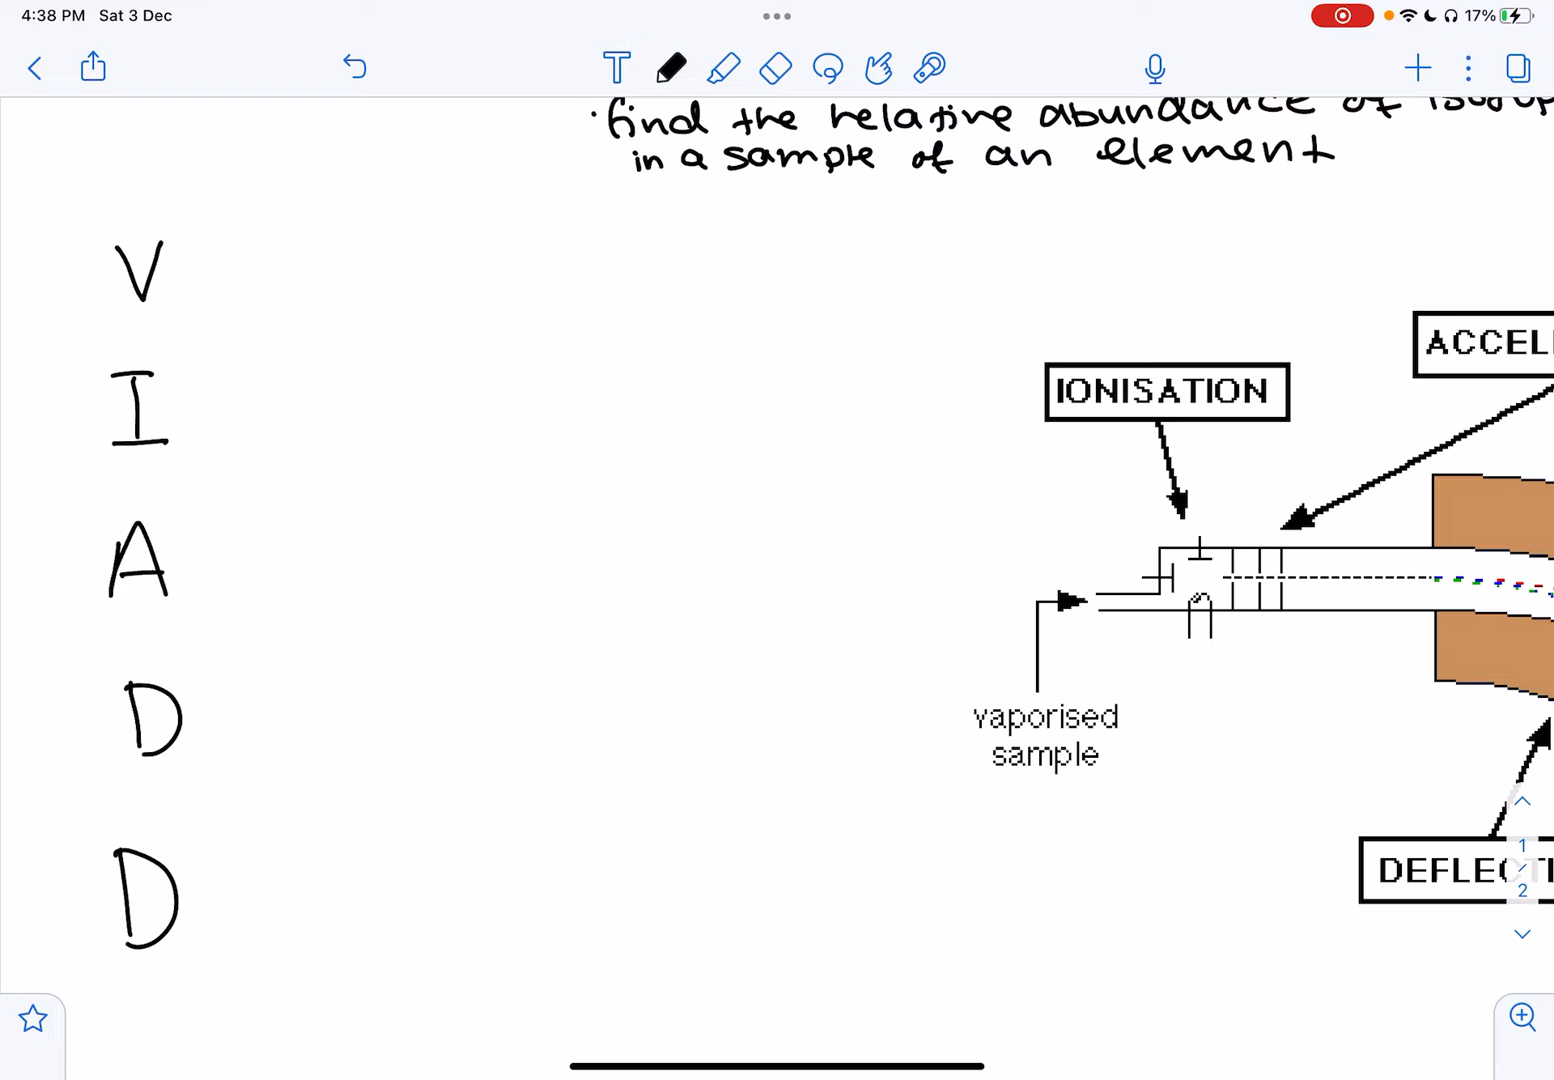 4:38 PM Sat 3 Dec
17%
T
· find the relative abundance of
in a sample of an element
V
I
A
D
D
ACCEL
IONISATION
vaporised
sample
DEFLECTI
1
2